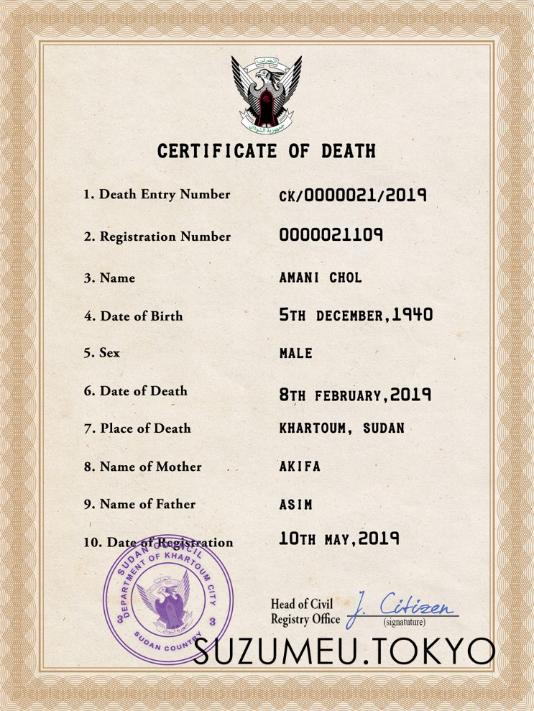 CERTIFICATE OF DEATH
1. Death Entry Number CK/0000021/2019
2. Registration Number 0000021109
3. Name AMANI CHOL
4. Date of Birth 5TH DECEMBER,1940
5. Sex MALE
6. Date of Death 8TH FEBRUARY,2019
7. Place of Death KHARTOUM, SUDAN
8. Name of Mother AKIFA
9. Name of Father ASIM
10. Date of Registration 10TH MAY,2019
DEPARTMENT OF KHARTOUM CITY
3 3
SUDAN COUNTRY
Head of Civil
Registry Office J. Citizen
SUZUMEU.TOKYO